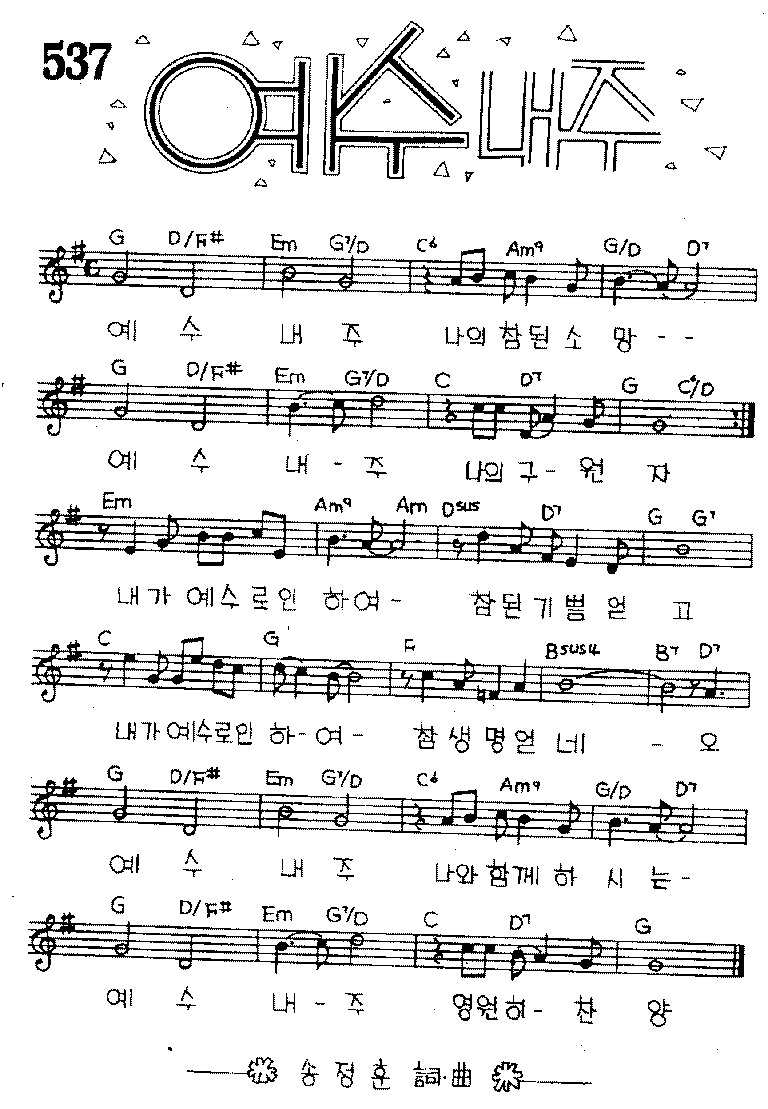 537
예수 내주
G D/F# Em G7/D C6 Am9 G/D D7
예 수 내 주 나의 참된 소 망 - -
G D/F# Em G7/D C D7 G C6/D
예 수 내 - 주 나의 구 - 원 자
Em Am9 Am Dsus D7 G G7
내가 예수로인 하여 - 참된기쁨얻 고
C G F Bsus4 B7 D7
내가예수로인 하-여- 참생명얻네 - 오
G D/F# Em G7/D C6 Am9 G/D D7
예 수 내 주 나와 함께 하 시 는-
G D/F# Em G7/D C D7 G
예 수 내 - 주 영원히- 찬 양
송 정 훈 詞·曲